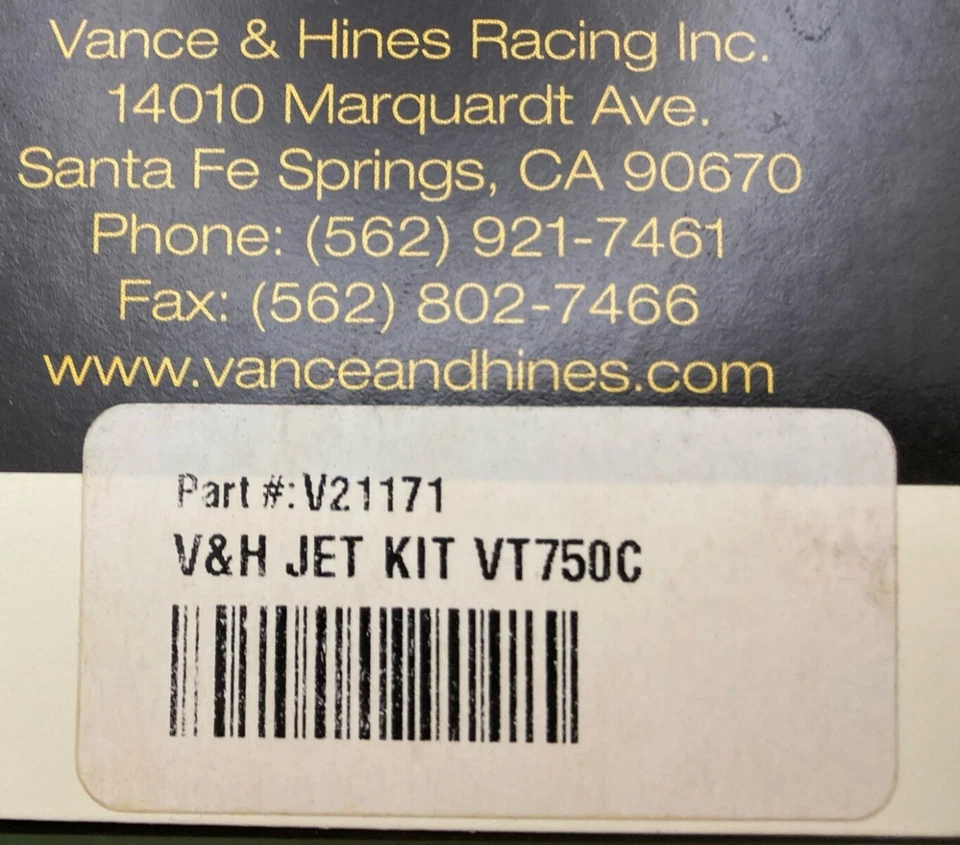 Vance & Hines Racing Inc.
14010 Marquardt Ave.
Santa Fe Springs, CA 90670
Phone: (562) 921-7461
Fax: (562) 802-7466
www.vanceandhines.com
Part #: V21171
V&H JET KIT VT750C